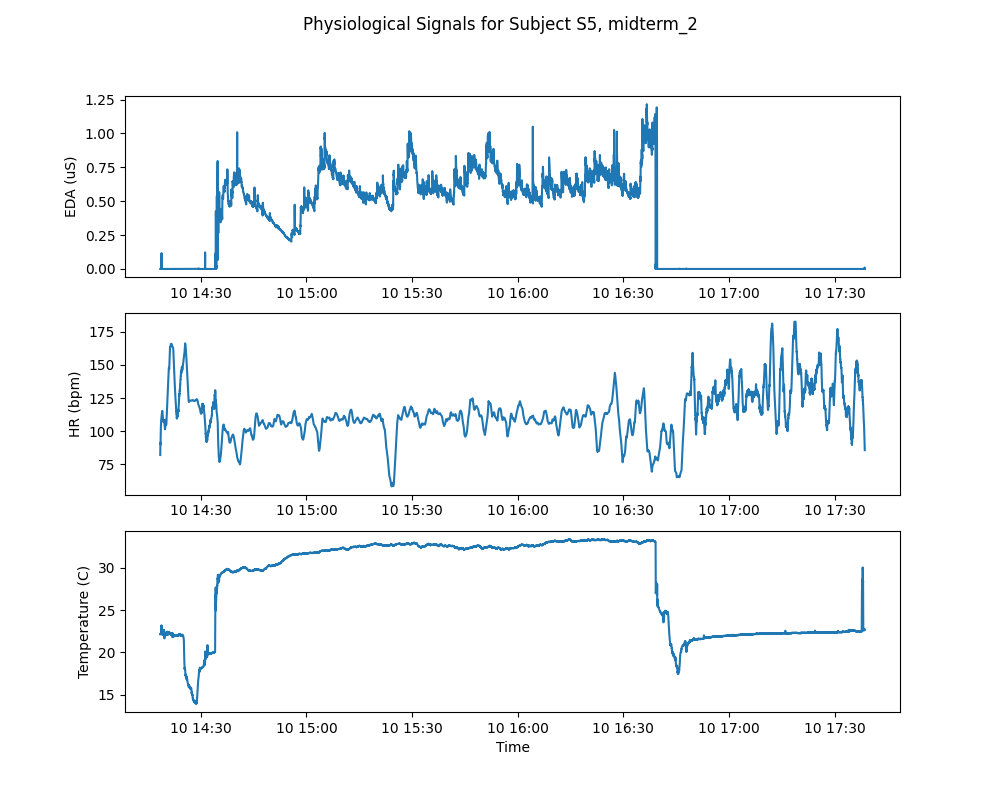 Physiological Signals for Subject S5, midterm_2
1.25
1.00
0.75
0.50
0.25
0.00
EDA (uS)
10 14:30 10 15:00 10 15:30 10 16:00 10 16:30 10 17:00 10 17:30
175
150
125
100
75
HR (bpm)
10 14:30 10 15:00 10 15:30 10 16:00 10 16:30 10 17:00 10 17:30
30
25
20
15
Temperature (C)
10 14:30 10 15:00 10 15:30 10 16:00 10 16:30 10 17:00 10 17:30
Time